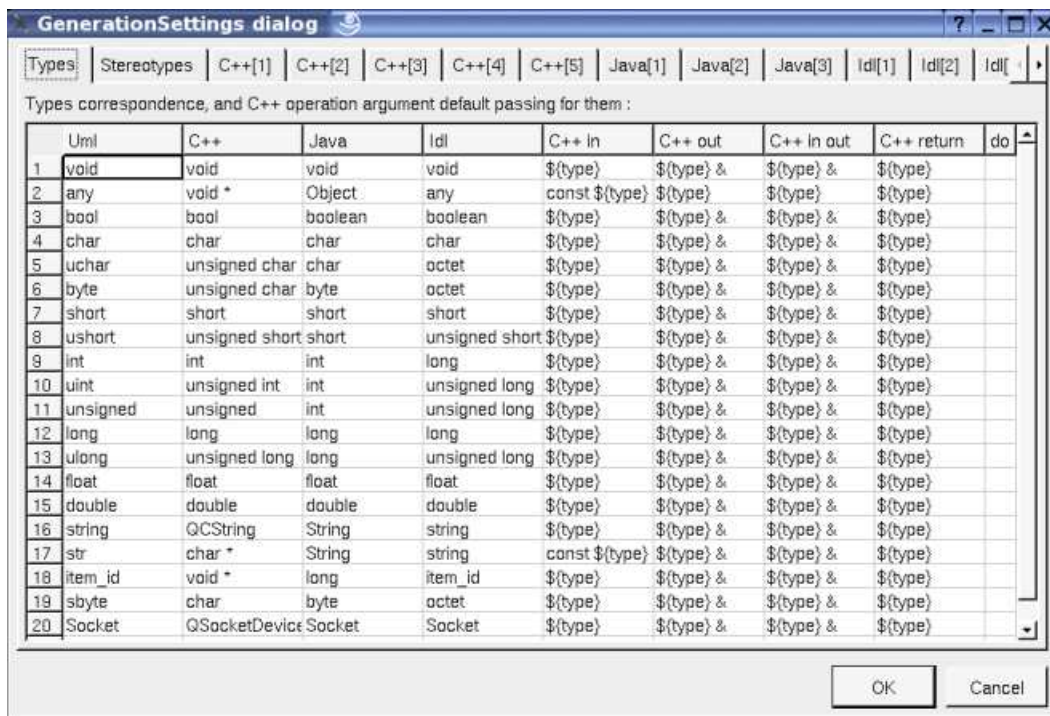 GenerationSettings dialog
Types Stereotypes C++[1] C++[2] C++[3] C++[4] C++[5] Java[1] Java[2] Java[3] Idl[1] Idl[2] Idl[
Types correspondence, and C++ operation argument default passing for them :
Uml C++ Java Idl C++ in C++ out C++ in out C++ return do
1 void void void void ${type} ${type} & ${type} & ${type}
2 any void * Object any const ${type} ${type} ${type} ${type}
3 bool bool boolean boolean ${type} ${type} & ${type} & ${type}
4 char char char char ${type} ${type} & ${type} & ${type}
5 uchar unsigned char char octet ${type} ${type} & ${type} & ${type}
6 byte unsigned char byte octet ${type} ${type} & ${type} & ${type}
7 short short short short ${type} ${type} & ${type} & ${type}
8 ushort unsigned short short unsigned short ${type} ${type} & ${type} & ${type}
9 int int int long ${type} ${type} & ${type} & ${type}
10 uint unsigned int int unsigned long ${type} ${type} & ${type} & ${type}
11 unsigned unsigned int unsigned long ${type} ${type} & ${type} & ${type}
12 long long long long ${type} ${type} & ${type} & ${type}
13 ulong unsigned long long unsigned long ${type} ${type} & ${type} & ${type}
14 float float float float ${type} ${type} & ${type} & ${type}
15 double double double double ${type} ${type} & ${type} & ${type}
16 string QCString String string ${type} ${type} & ${type} & ${type}
17 str char * String string const ${type} ${type} & ${type} & ${type}
18 item_id void * long item_id ${type} ${type} & ${type} & ${type}
19 sbyte char byte octet ${type} ${type} & ${type} & ${type}
20 Socket QSocketDevice Socket Socket ${type} ${type} & ${type} & ${type}
OK Cancel